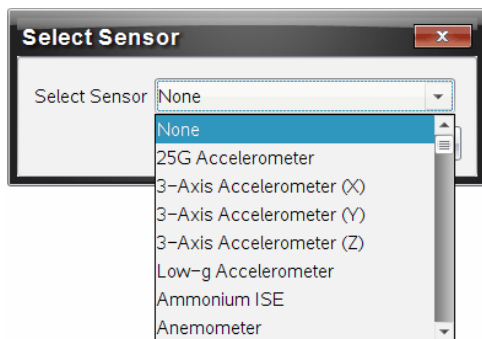 Select Sensor
Select Sensor None
None
25G Accelerometer
3-Axis Accelerometer (X)
3-Axis Accelerometer (Y)
3-Axis Accelerometer (Z)
Low-g Accelerometer
Ammonium ISE
Anemometer